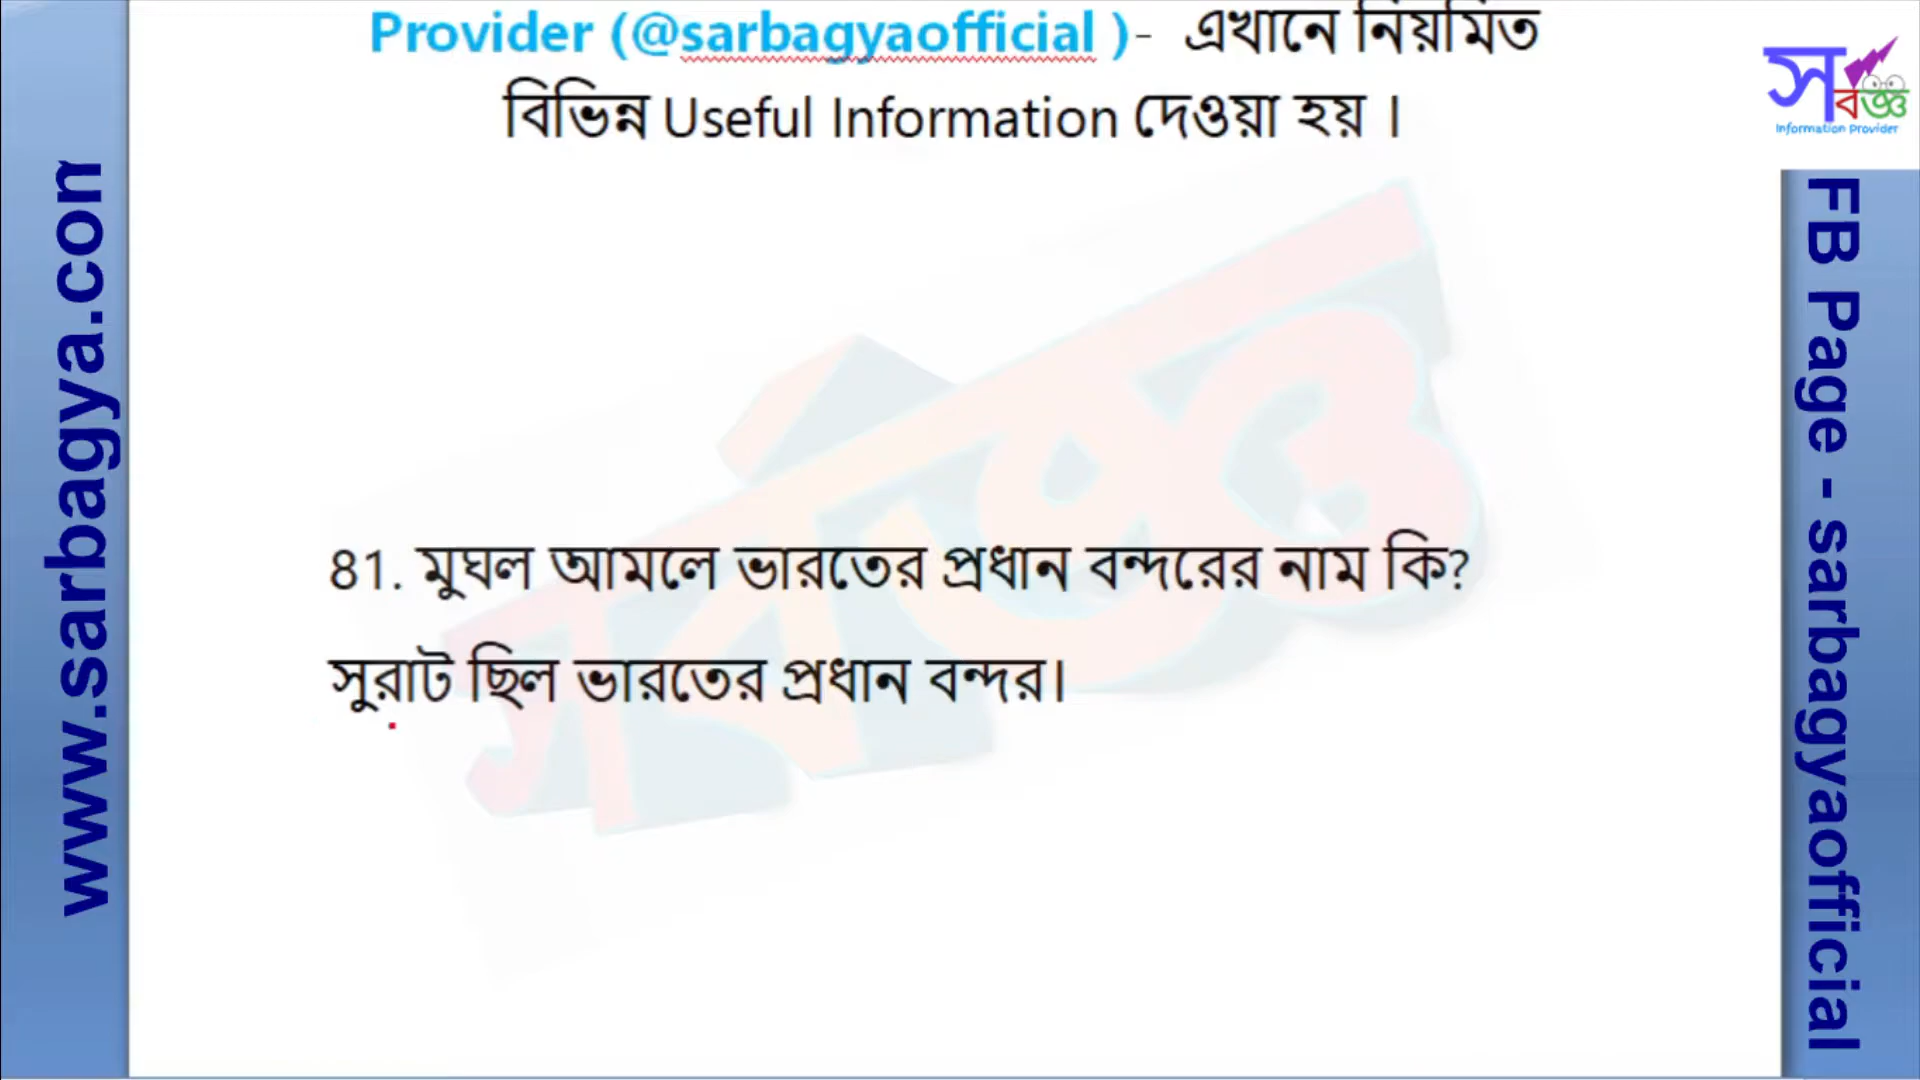 Provider (@sarbagyaofficial )- এখানে নিয়মিত
বিভিন্ন Useful Information দেওয়া হয় ।
সবজ্ঞ
Information Provider
www.sarbagya.com
FB Page - sarbagyaofficial
81. মুঘল আমলে ভারতের প্রধান বন্দরের নাম কি?
সুরাট ছিল ভারতের প্রধান বন্দর।